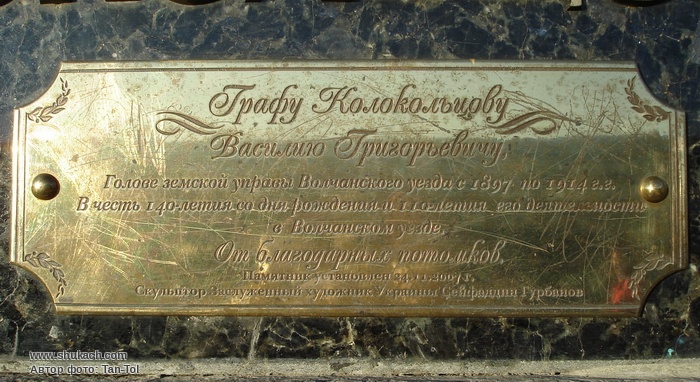 Графу Колокольцову
Василию Григорьевичу,
Голове земской управы Волчанского уезда с 1897 по 1914 г.г.
В честь 140-летия со дня рождения и 110-летия его деятельности
в Волчанском уезде.
От благодарных потомков.
Памятник установлен 24.11.2007 г.
Скульптор Заслуженный художник Украины Сейфаддин Гурбанов
www.shukach.com
Автор фото: Tan-Tol